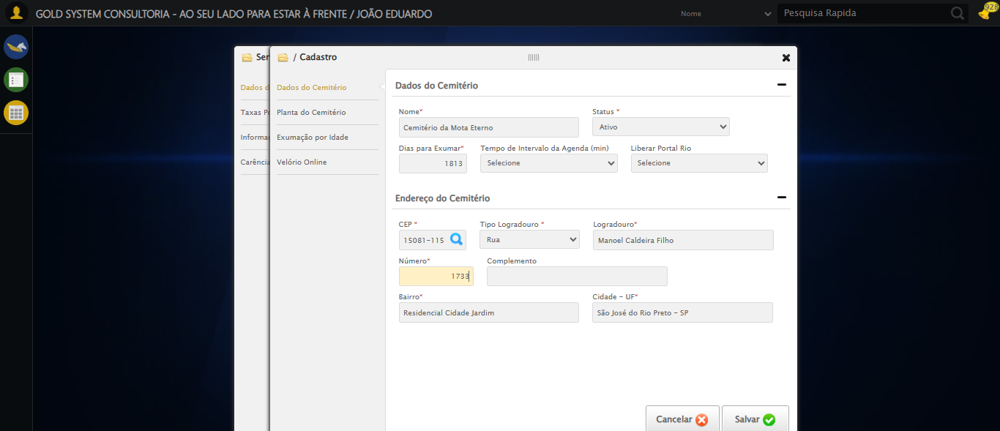 GOLD SYSTEM CONSULTORIA - AO SEU LADO PARA ESTAR À FRENTE / JOÃO EDUARDO
Nome
Pesquisa Rapida
928
Ser
/ Cadastro
Dados d
Dados do Cemitério
Taxas Pe
Planta do Cemitério
Informac
Exumação por Idade
Carência
Velório Online
Dados do Cemitério
Nome*
Status *
Cemitério da Mota Eterno
Ativo
Dias para Exumar*
Tempo de Intervalo da Agenda (min)
Liberar Portal Rio
1813
Selecione
Selecione
Endereço do Cemitério
CEP *
Tipo Logradouro *
Logradouro*
15081-115
Rua
Manoel Caldeira Filho
Número*
Complemento
1733
Bairro*
Cidade - UF*
Residencial Cidade Jardim
São José do Rio Preto - SP
Cancelar
Salvar